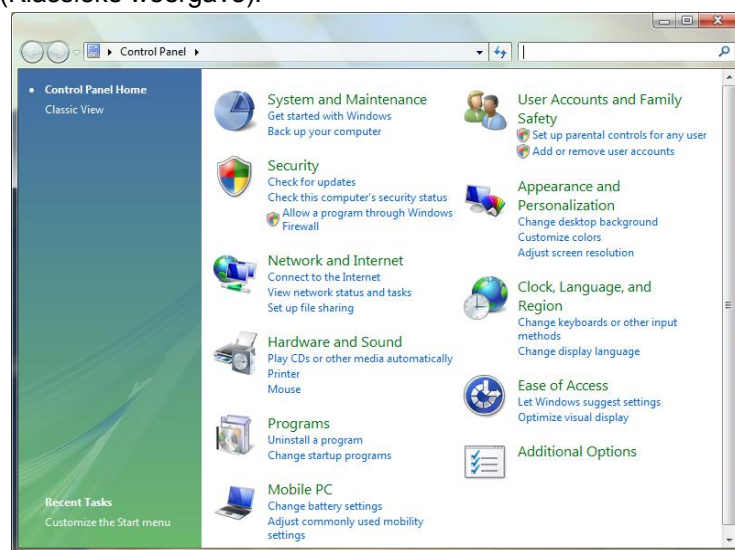 (Klassieke weergave).
Control Panel
Control Panel Home
Classic View
Recent Tasks
Customize the Start menu
System and Maintenance
Get started with Windows
Back up your computer
Security
Check for updates
Check this computer's security status
Allow a program through Windows
Firewall
Network and Internet
Connect to the Internet
View network status and tasks
Set up file sharing
Hardware and Sound
Play CDs or other media automatically
Printer
Mouse
Programs
Uninstall a program
Change startup programs
Mobile PC
Change battery settings
Adjust commonly used mobility
settings
User Accounts and Family
Safety
Set up parental controls for any user
Add or remove user accounts
Appearance and
Personalization
Change desktop background
Customize colors
Adjust screen resolution
Clock, Language, and
Region
Change keyboards or other input
methods
Change display language
Ease of Access
Let Windows suggest settings
Optimize visual display
Additional Options